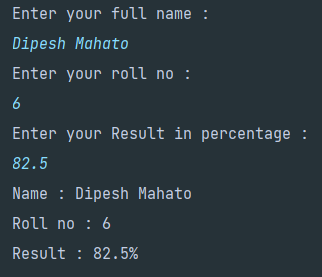 Enter your full name :
Dipesh Mahato
Enter your roll no :
6
Enter your Result in percentage :
82.5
Name : Dipesh Mahato
Roll no : 6
Result : 82.5%